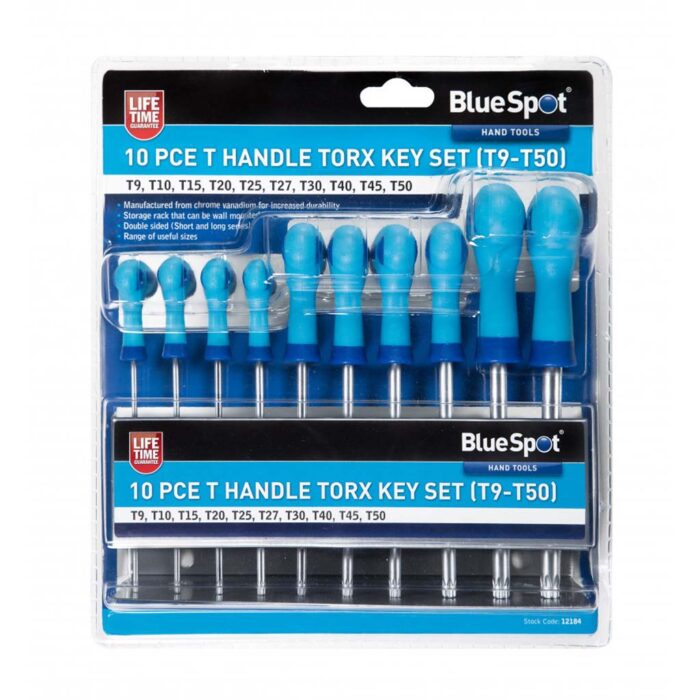 LIFE
TIME
GUARANTEE
BlueSpot®
HAND TOOLS
10 PCE T HANDLE TORX KEY SET (T9-T50)
T9, T10, T15, T20, T25, T27, T30, T40, T45, T50
• Manufactured from chrome vanadium for increased durability
• Storage rack that can be wall mounted
• Double sided (Short and long series)
• Range of useful sizes
LIFE
TIME
GUARANTEE
BlueSpot®
HAND TOOLS
10 PCE T HANDLE TORX KEY SET (T9-T50)
T9, T10, T15, T20, T25, T27, T30, T40, T45, T50
Stock Code: 12184